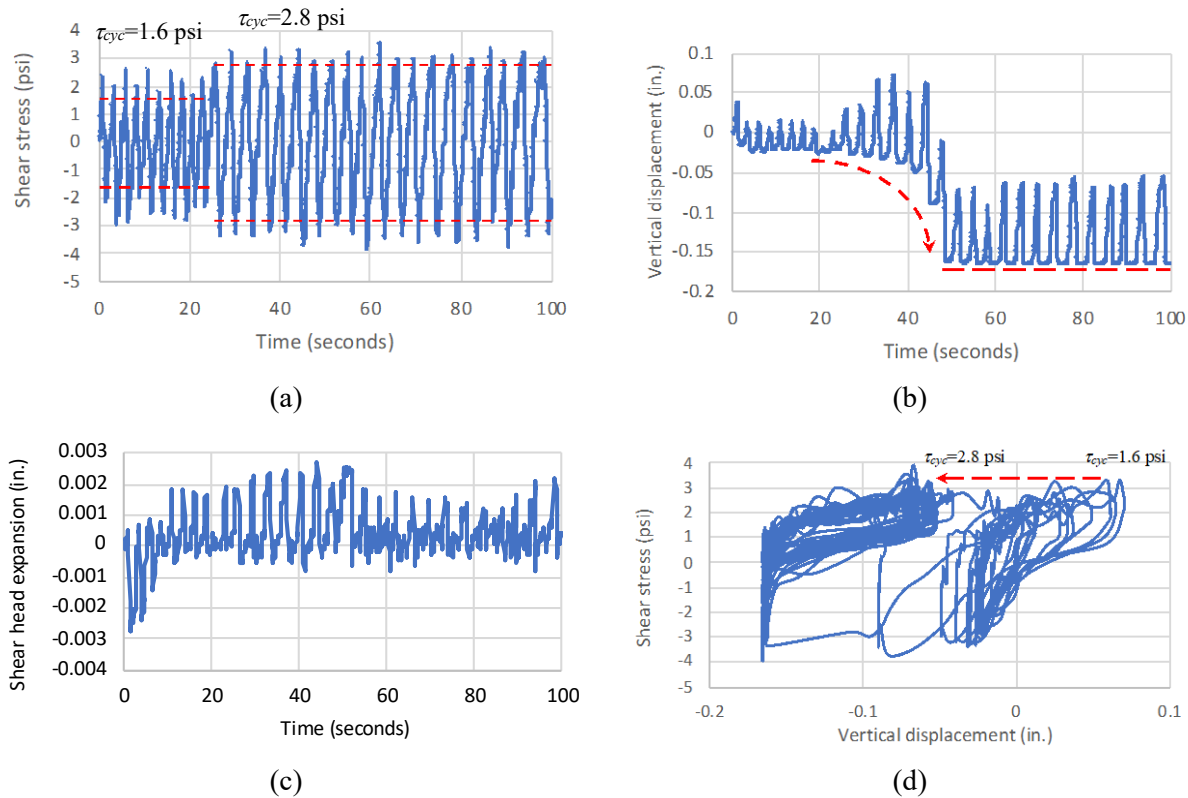 τcyc=1.6 psi
τcyc=2.8 psi
Shear stress (psi)
4
3
2
1
0
-1
-2
-3
-4
-5
0 20 40 60 80 100
Time (seconds)
(a)
Vertical displacement (in.)
0.1
0.05
0
-0.05
-0.1
-0.15
-0.2
0 20 40 60 80 100
Time (seconds)
(b)
Shear head expansion (in.)
0.003
0.002
0.001
0
-0.001
-0.002
-0.003
-0.004
0 20 40 60 80 100
Time (seconds)
(c)
τcyc=2.8 psi τcyc=1.6 psi
Shear stress (psi)
4
3
2
1
0
-1
-2
-3
-4
-5
-0.2 -0.1 0 0.1
Vertical displacement (in.)
(d)